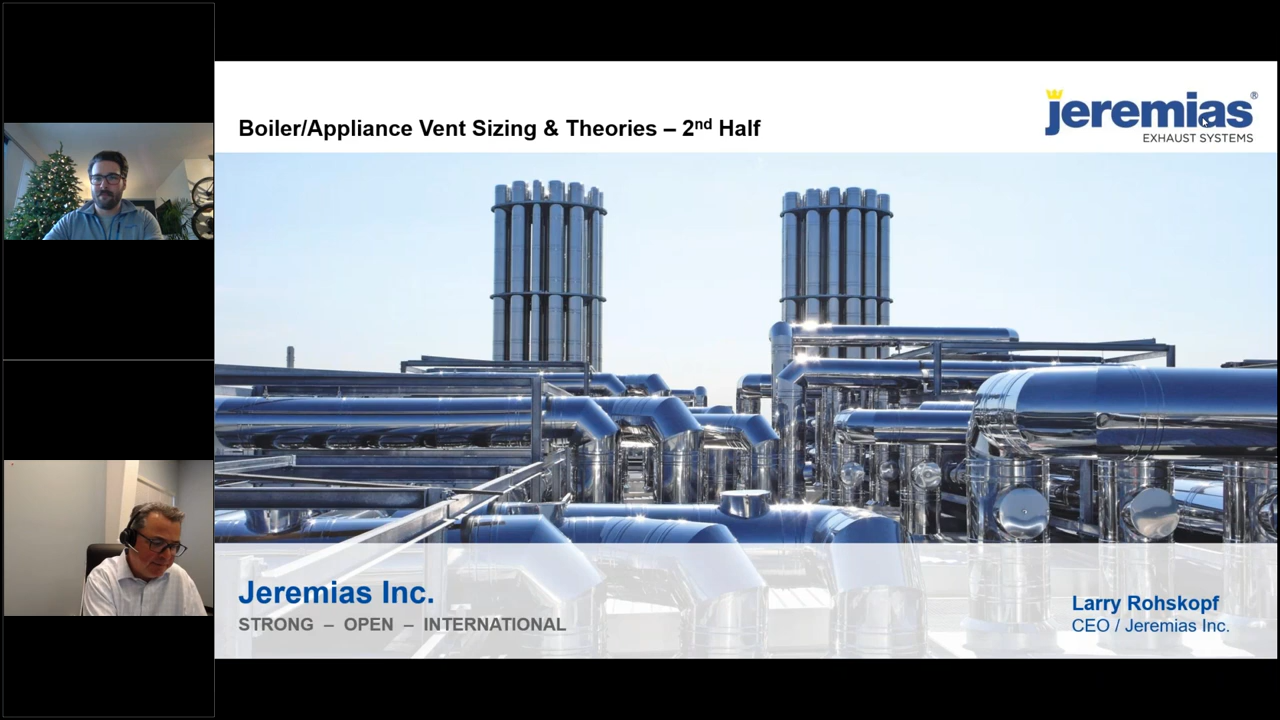 Boiler/Appliance Vent Sizing & Theories – 2nd Half
jeremias®
EXHAUST SYSTEMS
Jeremias Inc.
STRONG – OPEN – INTERNATIONAL
Larry Rohskopf
CEO / Jeremias Inc.